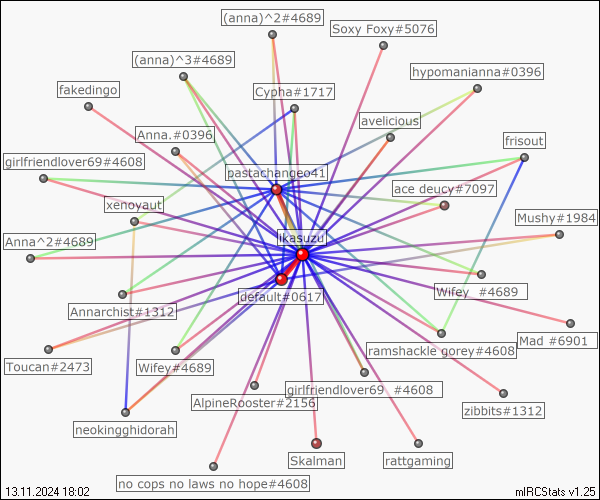 (anna)^2#4689
Soxy Foxy#5076
(anna)^3#4689
hypomanianna#0396
fakedingo
Cypha#1717
avelicious
Anna.#0396
frisout
girlfriendlover69#4608
pastachangeo41
ace deucy#7097
xenoyaut
Mushy#1984
ikasuzu
Anna^2#4689
Wifey  #4689
default#0617
Annarchist#1312
Mad #6901
ramshackle gorey#4608
Toucan#2473
Wifey#4689
girlfriendlover69  #4608
AlpineRooster#2156
zibbits#1312
neokingghidorah
Skalman
rattgaming
no cops no laws no hope#4608
13.11.2024 18:02
mIRCStats v1.25